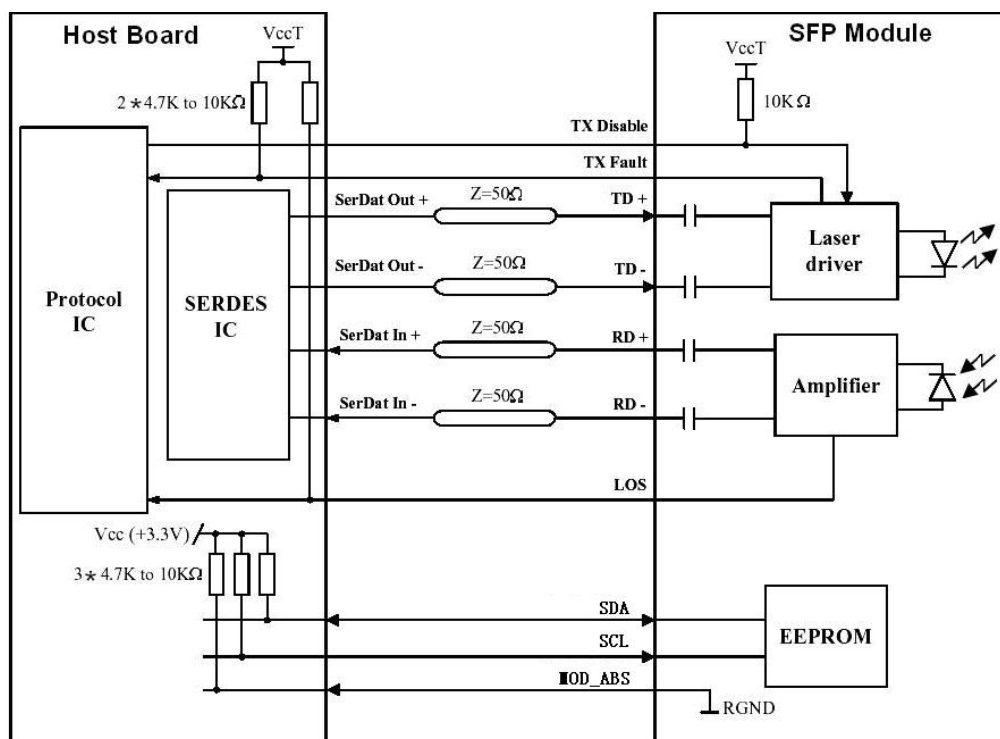 Host Board
SFP Module
VccT
VccT
2*4.7K to 10KΩ
10KΩ
TX Disable
TX Fault
SerDat Out +
Z=50Ω
TD +
SerDat Out -
Z=50Ω
TD -
SerDat In +
Z=50Ω
RD +
SerDat In -
Z=50Ω
RD -
Protocol
IC
SERDES
IC
Laser
driver
Amplifier
LOS
Vcc (+3.3V)
3*4.7K to 10KΩ
SDA
SCL
MOD_ABS
EEPROM
RGND